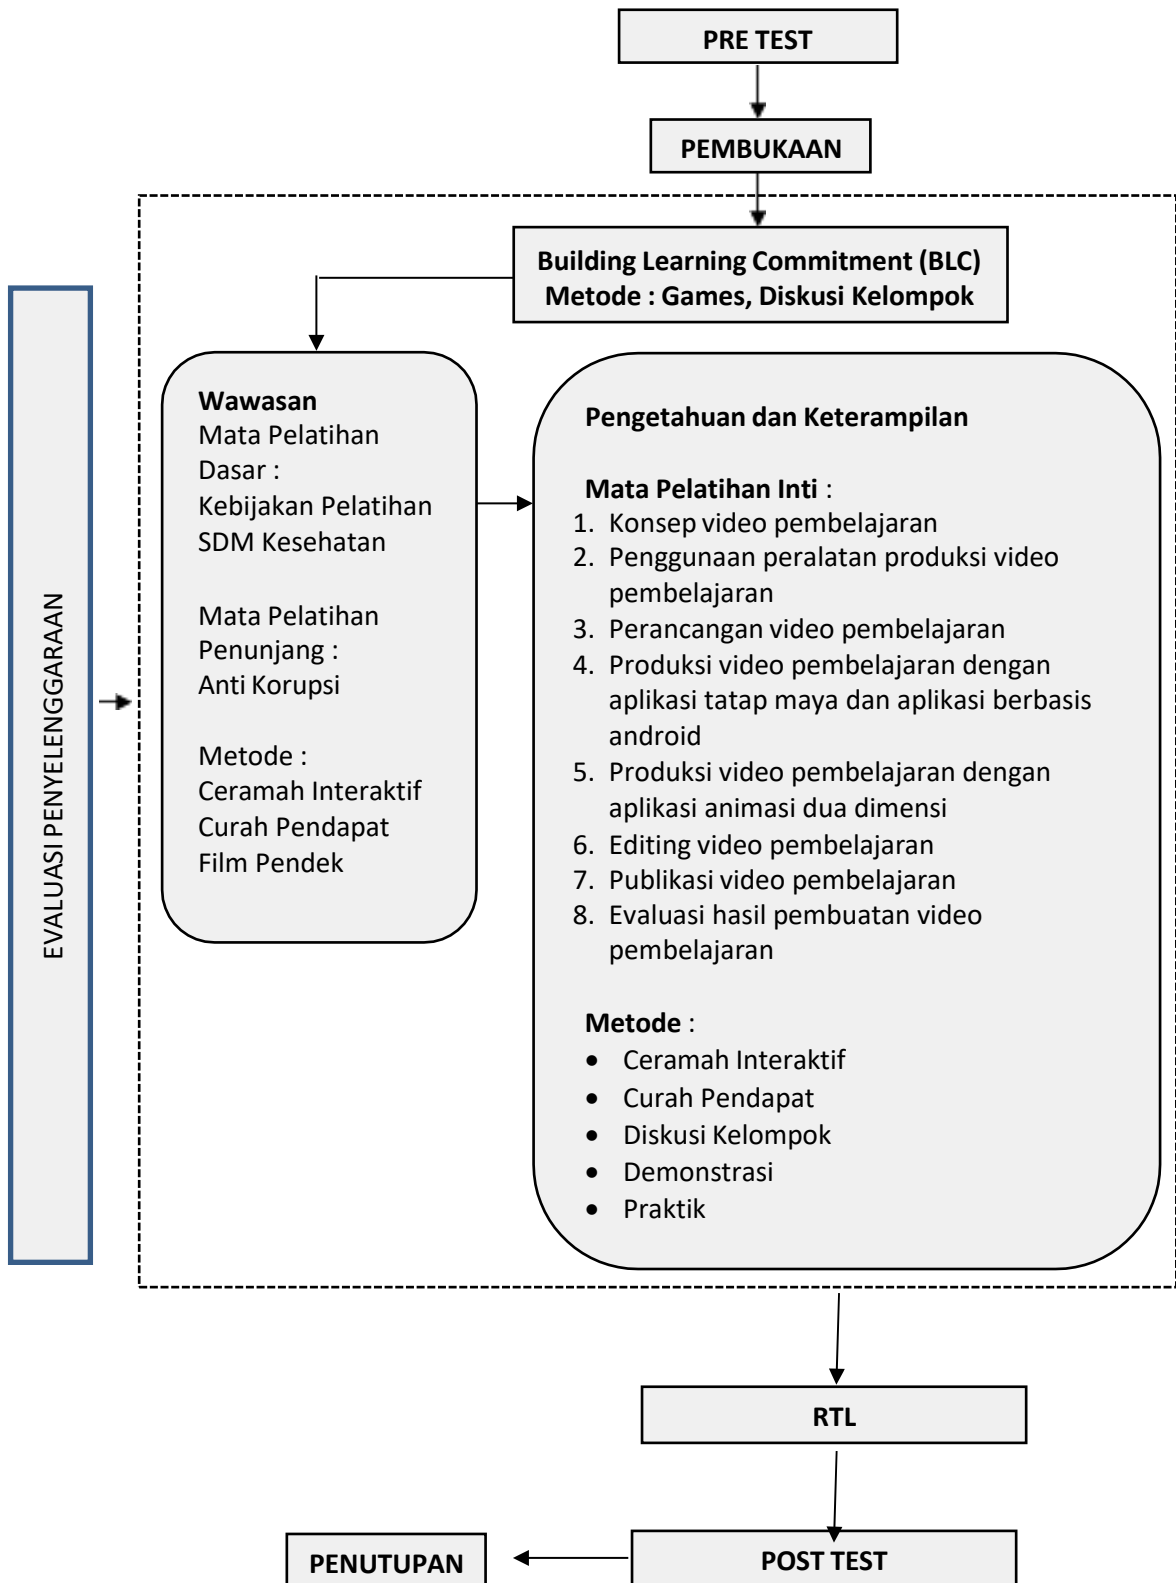 PRE TEST
PEMBUKAAN
Building Learning Commitment (BLC)
Metode : Games, Diskusi Kelompok
EVALUASI PENYELENGGARAAN
Wawasan
Mata Pelatihan
Dasar :
Kebijakan Pelatihan
SDM Kesehatan
Mata Pelatihan
Penunjang :
Anti Korupsi
Metode :
Ceramah Interaktif
Curah Pendapat
Film Pendek
Pengetahuan dan Keterampilan
Mata Pelatihan Inti :
1. Konsep video pembelajaran
2. Penggunaan peralatan produksi video
pembelajaran
3. Perancangan video pembelajaran
4. Produksi video pembelajaran dengan
aplikasi tatap maya dan aplikasi berbasis
android
5. Produksi video pembelajaran dengan
aplikasi animasi dua dimensi
6. Editing video pembelajaran
7. Publikasi video pembelajaran
8. Evaluasi hasil pembuatan video
pembelajaran
Metode :
• Ceramah Interaktif
• Curah Pendapat
• Diskusi Kelompok
• Demonstrasi
• Praktik
RTL
POST TEST
PENUTUPAN